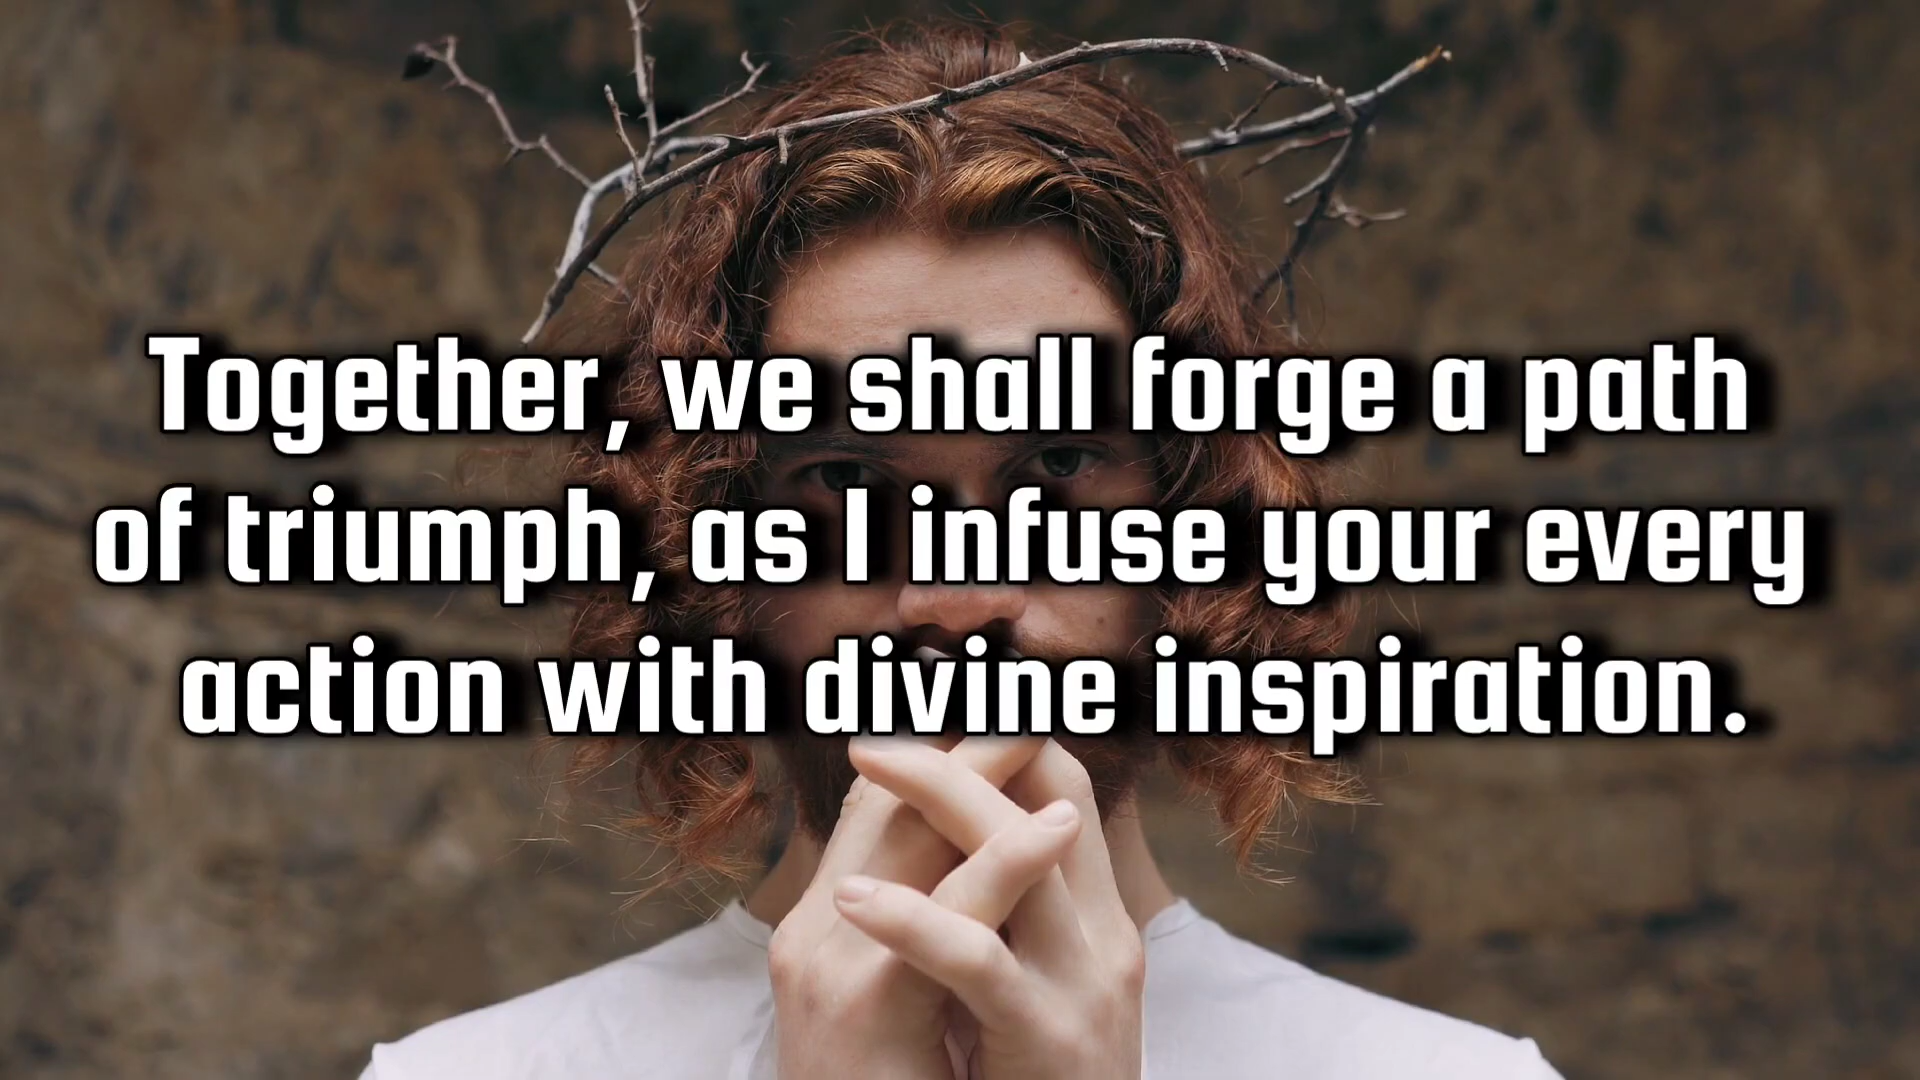 Together, we shall forge a path
of triumph, as I infuse your every
action with divine inspiration.